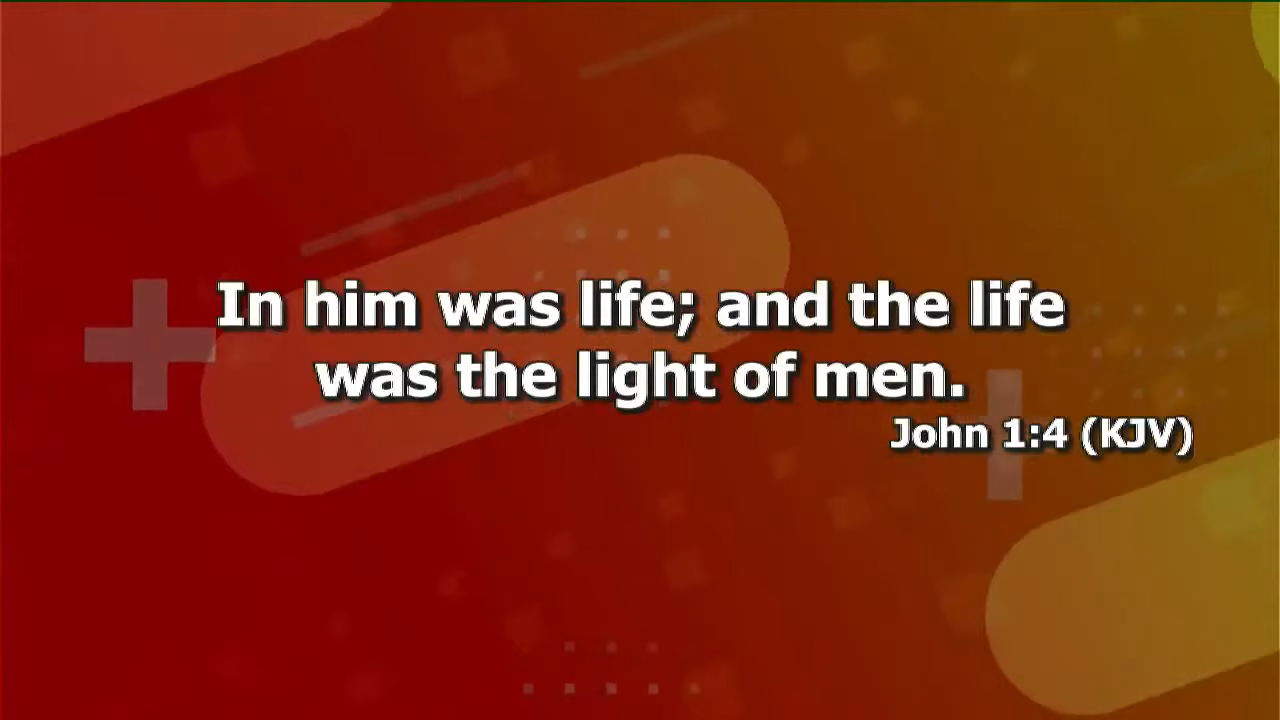 In him was life; and the life
was the light of men.
John 1:4 (KJV)